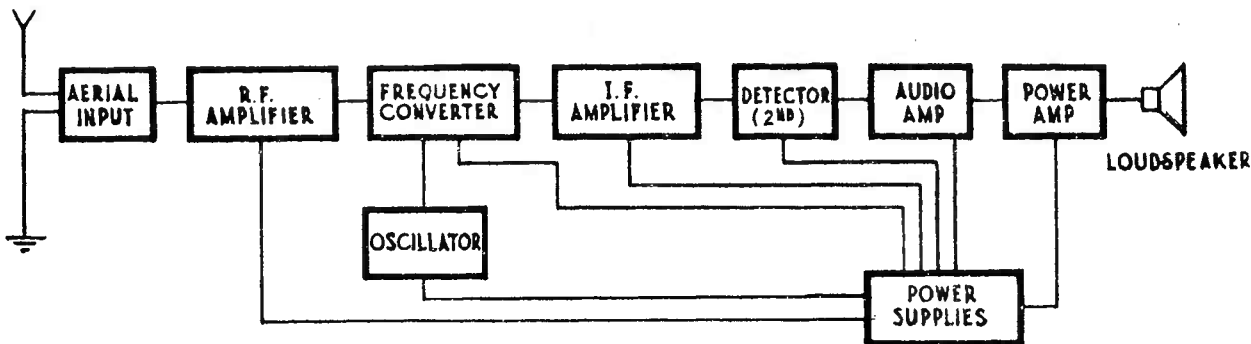 AERIAL
INPUT
R.F.
AMPLIFIER
FREQUENCY
CONVERTER
I.F.
AMPLIFIER
DETECTOR
(2ND)
AUDIO
AMP
POWER
AMP
LOUDSPEAKER
OSCILLATOR
POWER
SUPPLIES